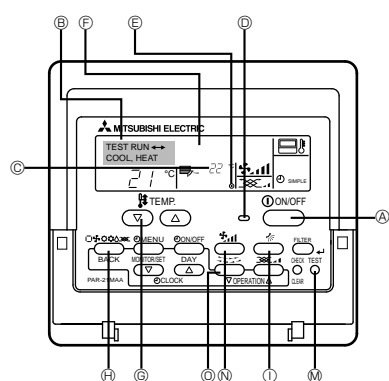 Ⓑ Ⓕ Ⓔ Ⓓ
MITSUBISHI ELECTRIC
TEST RUN ↔
COOL, HEAT
Ⓒ
22 °C
21 °C
SIMPLE
TEMP.
ON/OFF
Ⓐ
MENU
ON/OFF
FILTER
BACK
MONITOR/SET
DAY
CHECK
TEST
PAR-21MAA
CLOCK
OPERATION
CLEAR
Ⓗ Ⓖ Ⓞ Ⓝ Ⓘ Ⓜ